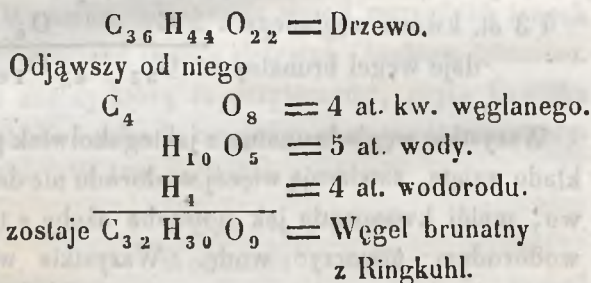 C₃₆ H₄₄ O₂₂ = Drzewo.
Odjąwszy od niego
C₄ O₈ = 4 at. kw. węglanego.
H₁₀ O₅ = 5 at. wody.
H₄ = 4 at. wodorodu.
zostaje C₃₂ H₃₀ O₉ = Węgel brunatny
z Ringkuhl.